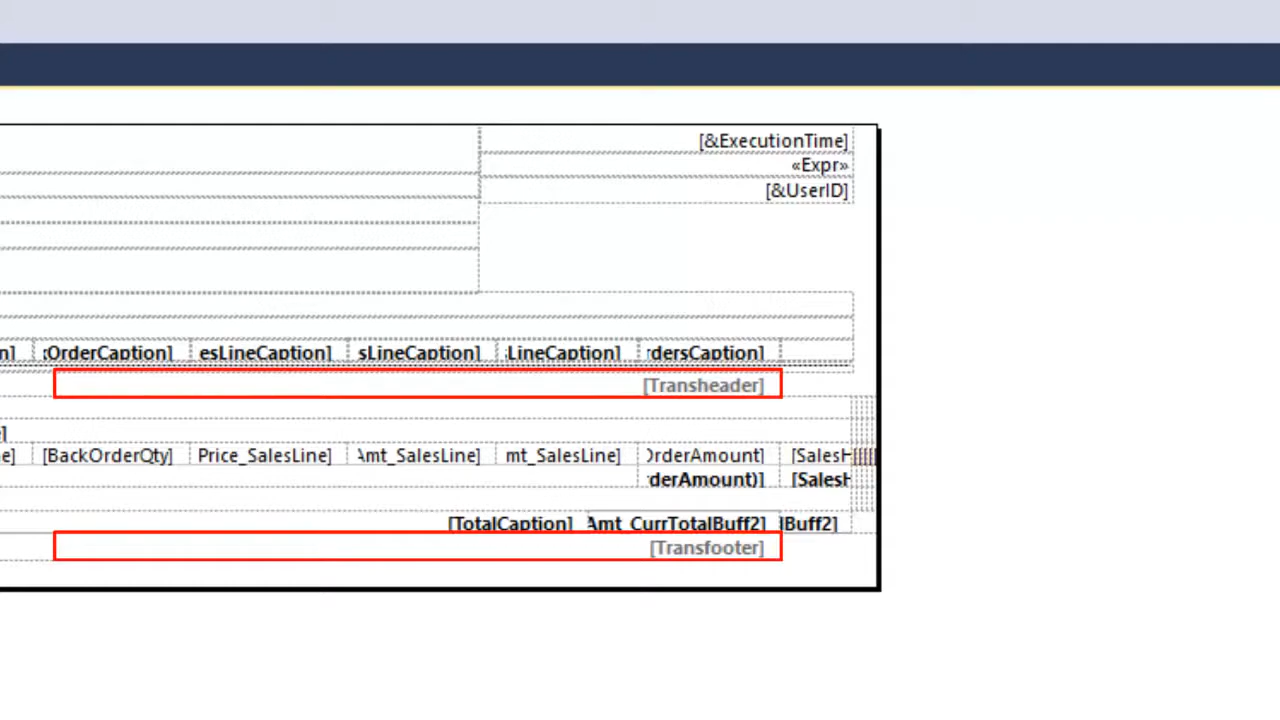 [&ExecutionTime]
«Expr»
[&UserID]
n] :OrderCaption] esLineCaption] sLineCaption] .LineCaption] rdersCaption]
[Transheader]
e]
e] [BackOrderQty] Price_SalesLine] Amt_SalesLine] mt_SalesLine] OrderAmount] [SalesH
derAmount)] [SalesH
[TotalCaption] Amt_CurrTotalBuff2] lBuff2]
[Transfooter]